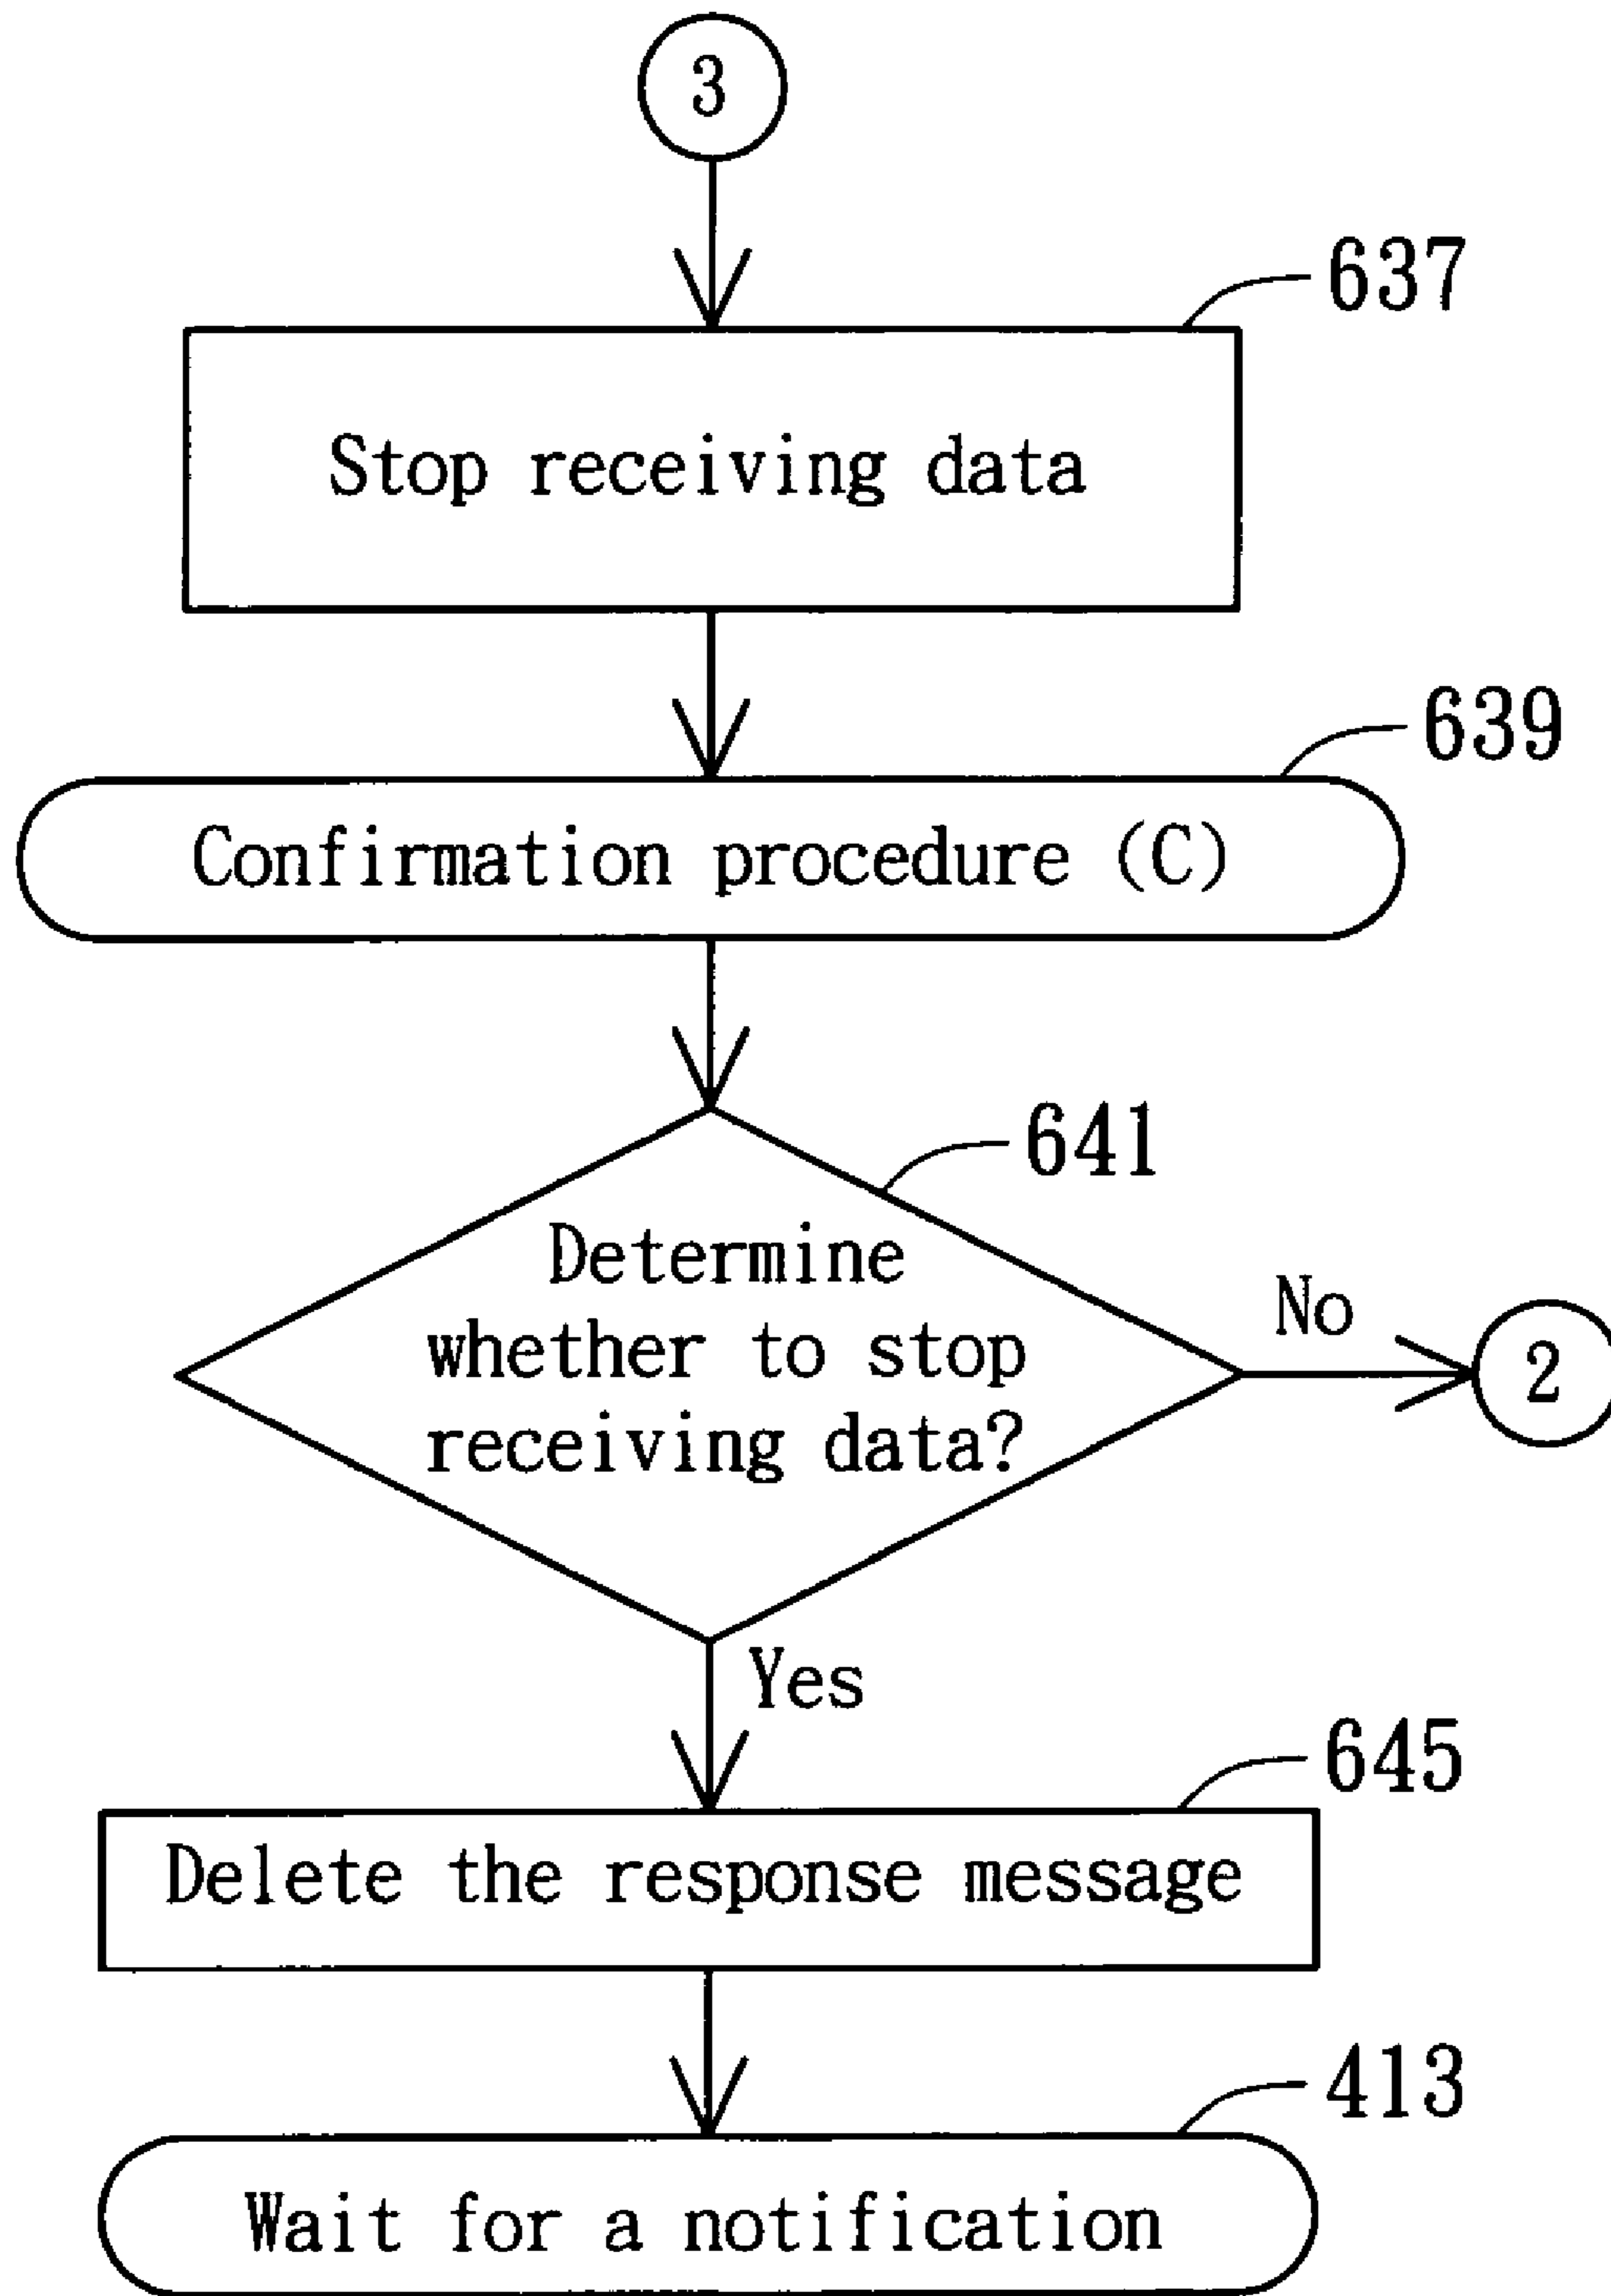 3
637
Stop receiving data
639
Confirmation procedure (C)
641
Determine
whether to stop
receiving data?
No
2
Yes
645
Delete the response message
413
Wait for a notification